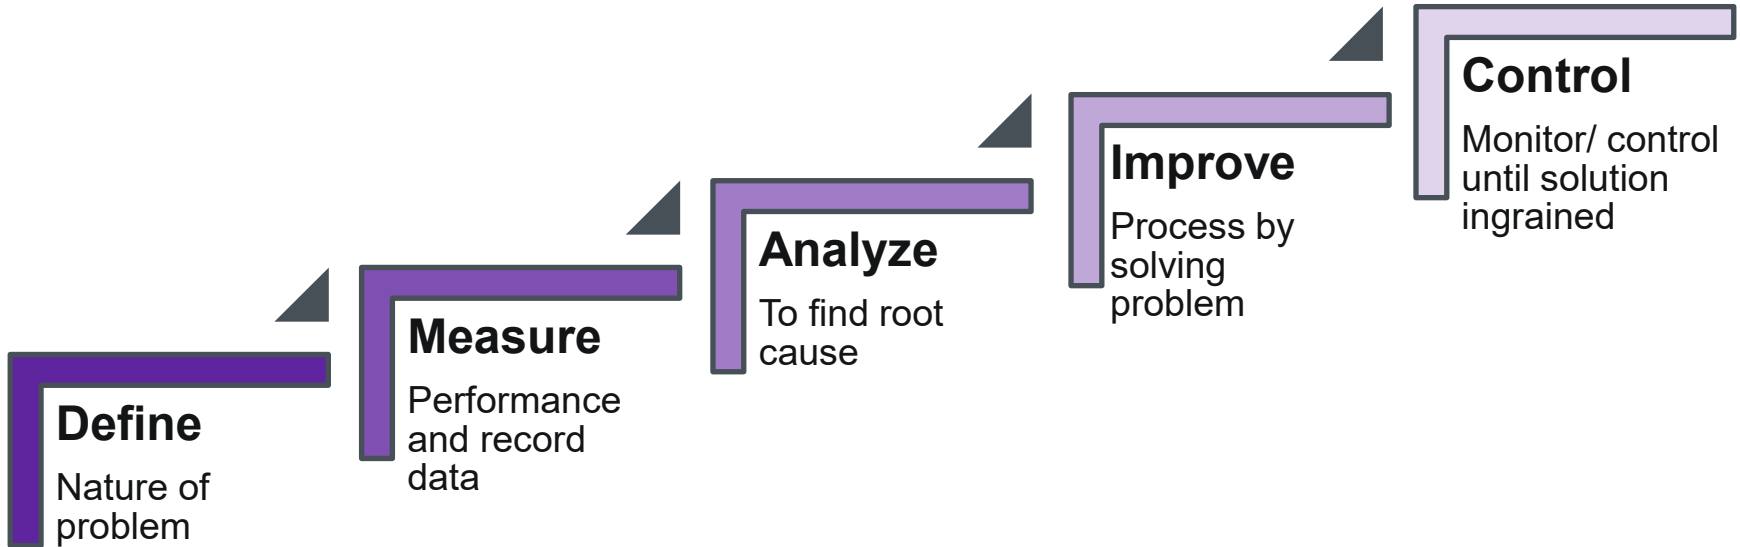 Define
Nature of
problem
Measure
Performance
and record
data
Analyze
To find root
cause
Improve
Process by
solving
problem
Control
Monitor/ control
until solution
ingrained